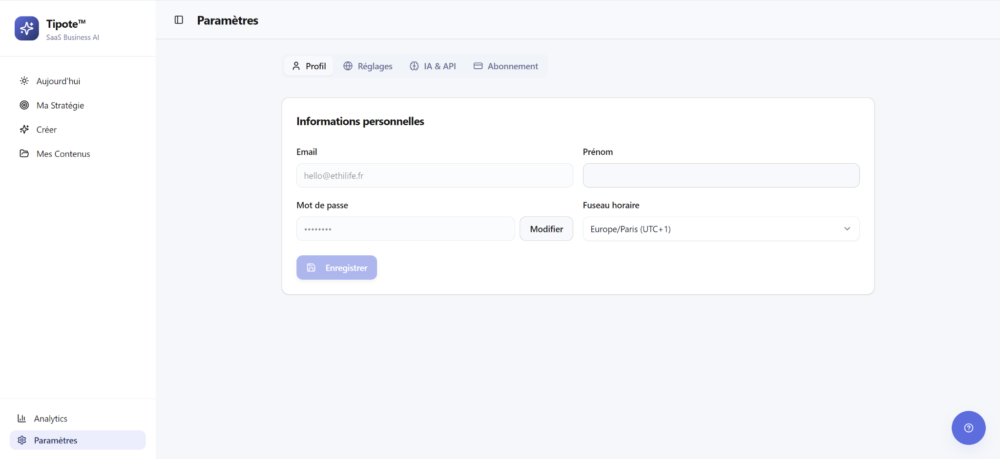 Tipote™
SaaS Business AI
Aujourd'hui
Ma Stratégie
Créer
Mes Contenus
Analytics
Paramètres
Paramètres
Profil
Réglages
IA & API
Abonnement
Informations personnelles
Email
Prénom
hello@ethilife.fr
Mot de passe
Fuseau horaire
••••••••
Modifier
Europe/Paris (UTC+1)
Enregistrer